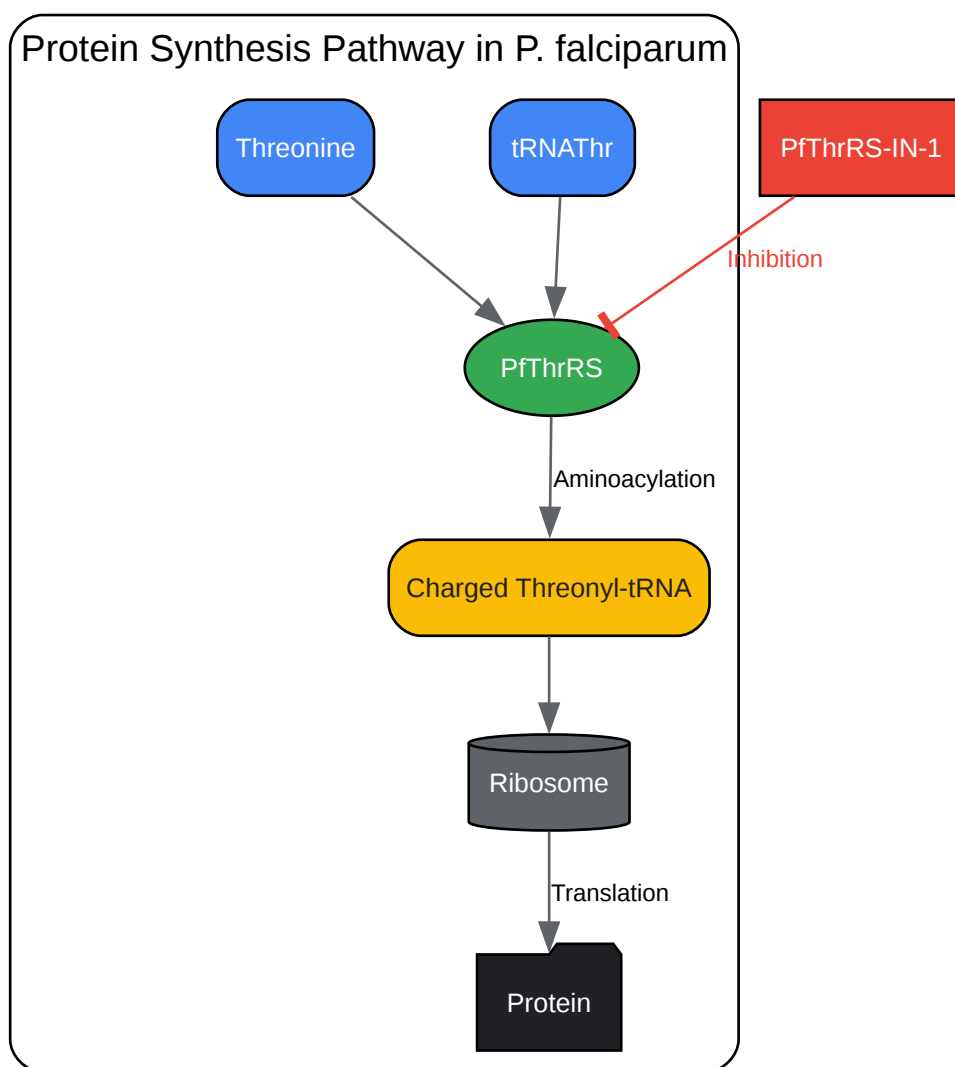 Protein Synthesis Pathway in P. falciparum
Threonine
tRNAThr
PfThrRS-IN-1
Inhibition
PfThrRS
Aminoacylation
Charged Threonyl-tRNA
Ribosome
Translation
Protein